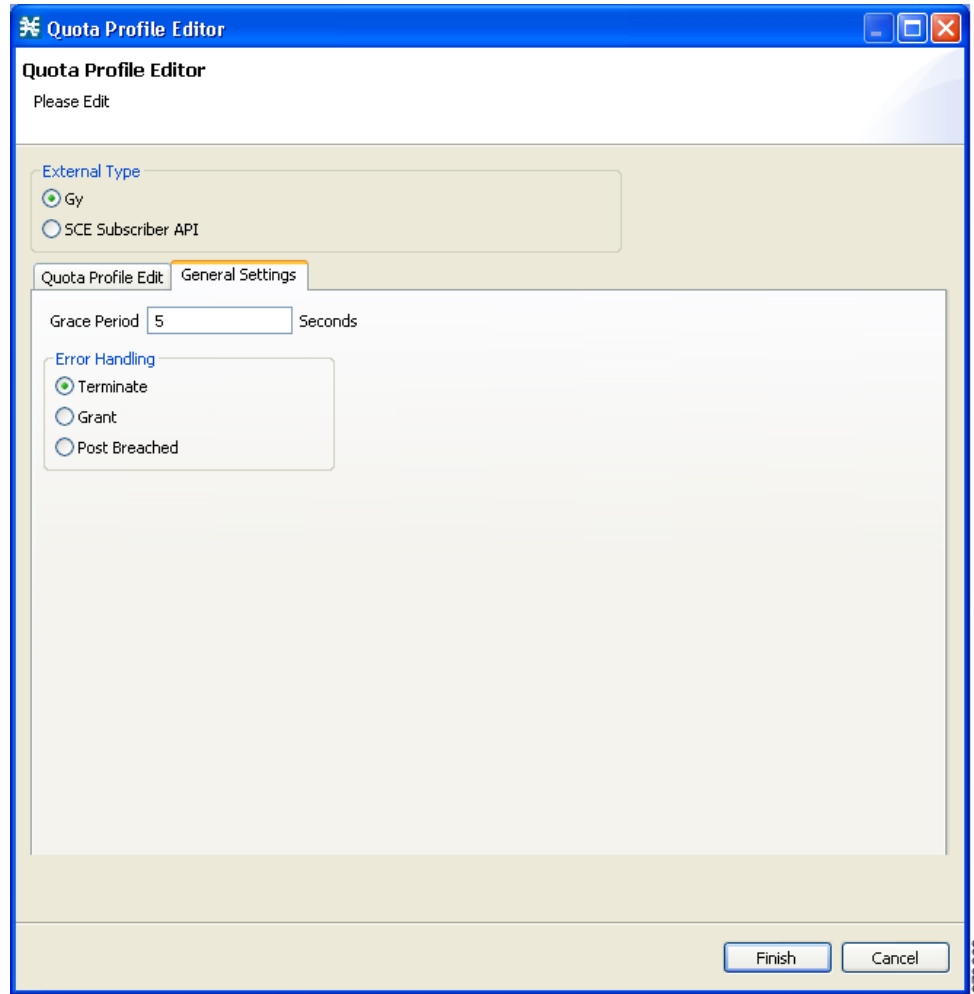 Quota Profile Editor
Quota Profile Editor
Please Edit
External Type
Gy
SCE Subscriber API
Quota Profile Edit General Settings
Grace Period 5 Seconds
Error Handling
Terminate
Grant
Post Breached
Finish Cancel